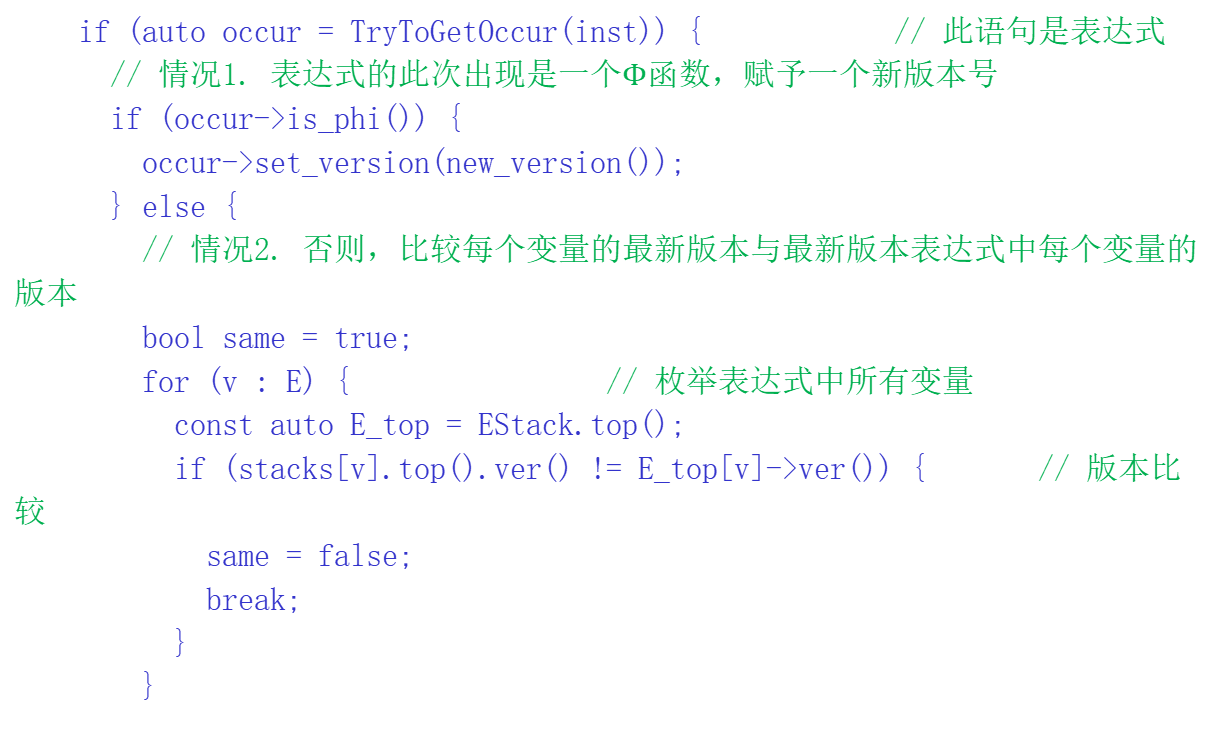 if (auto occur = TryToGetOccur(inst)) {            // 此语句是表达式
// 情况1. 表达式的此次出现是一个Φ函数，赋予一个新版本号
if (occur->is_phi()) {
occur->set_version(new_version());
} else {
// 情况2. 否则，比较每个变量的最新版本与最新版本表达式中每个变量的
版本
bool same = true;
for (v : E) {                // 枚举表达式中所有变量
const auto E_top = EStack.top();
if (stacks[v].top().ver() != E_top[v]->ver()) {       // 版本比
较
same = false;
break;
}
}